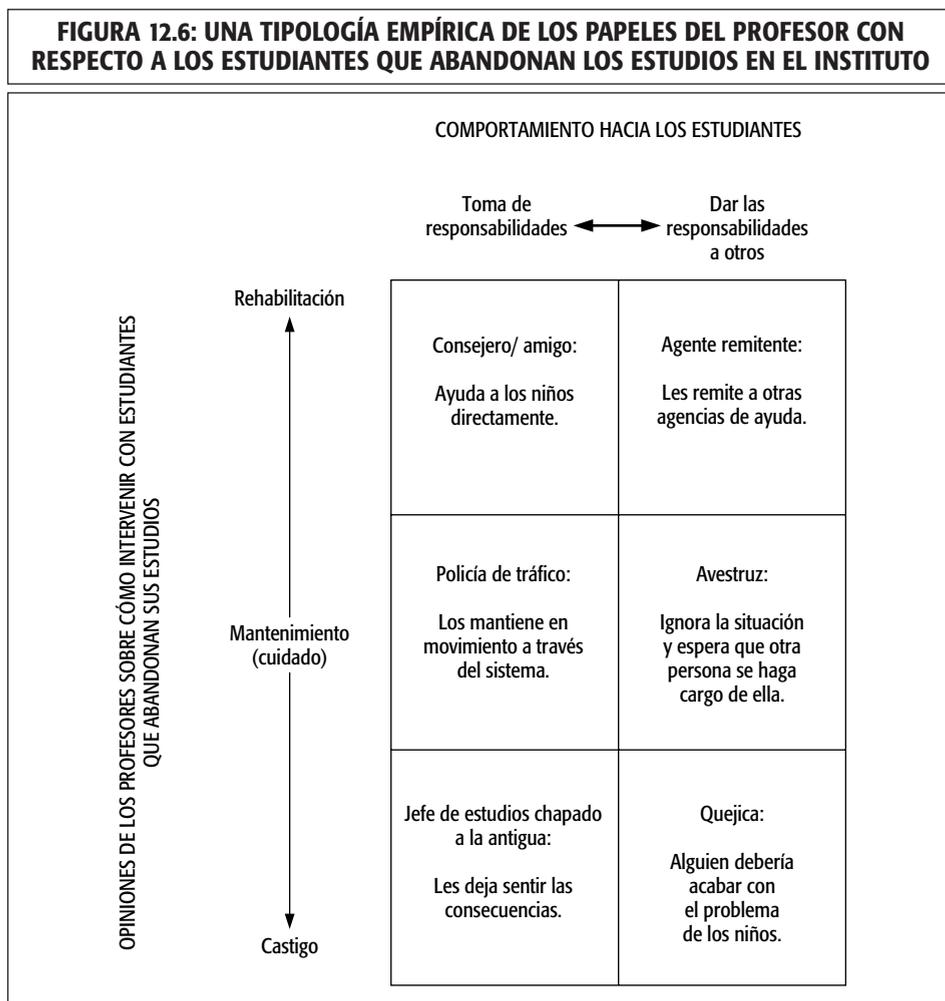 FIGURA 12.6: UNA TIPOLOGÍA EMPÍRICA DE LOS PAPELES DEL PROFESOR CON
RESPECTO A LOS ESTUDIANTES QUE ABANDONAN LOS ESTUDIOS EN EL INSTITUTO
COMPORTAMIENTO HACIA LOS ESTUDIANTES
Toma de
responsabilidades
Dar las
responsabilidades
a otros
OPINIONES DE LOS PROFESORES SOBRE CÓMO INTERVENIR CON ESTUDIANTES
QUE ABANDONAN SUS ESTUDIOS
Rehabilitación
Consejero/ amigo:
Ayuda a los niños
directamente.
Agente remitente:
Les remite a otras
agencias de ayuda.
Mantenimiento
(cuidado)
Policía de tráfico:
Los mantiene en
movimiento a través
del sistema.
Avestruz:
Ignora la situación
y espera que otra
persona se haga
cargo de ella.
Castigo
Jefe de estudios chapado
a la antigua:
Les deja sentir las
consecuencias.
Quejica:
Alguien debería
acabar con
el problema
de los niños.